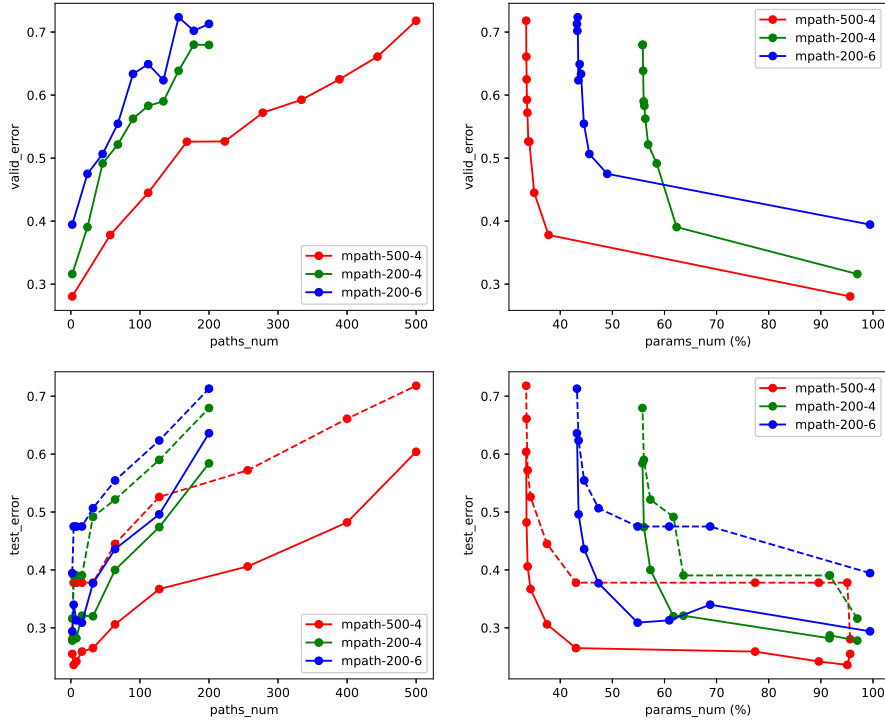 0.7
0.6
0.5
0.4
0.3
valid_error
0
100
200
300
400
500
paths_num
mpath-500-4
mpath-200-4
mpath-200-6
0.7
0.6
0.5
0.4
0.3
valid_error
40
50
60
70
80
90
100
params_num (%)
mpath-500-4
mpath-200-4
mpath-200-6
0.7
0.6
0.5
0.4
0.3
test_error
0
100
200
300
400
500
paths_num
mpath-500-4
mpath-200-4
mpath-200-6
0.7
0.6
0.5
0.4
0.3
test_error
40
50
60
70
80
90
100
params_num (%)
mpath-500-4
mpath-200-4
mpath-200-6